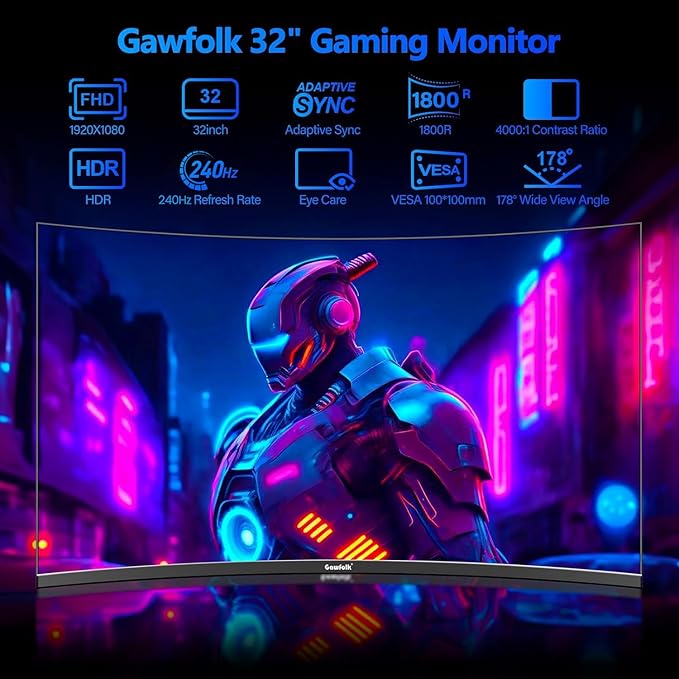 Gawfolk 32" Gaming Monitor
FHD
32
ADAPTIVE
SYNC
1800 R
1920X1080
32inch
Adaptive Sync
1800R
4000:1 Contrast Ratio
HDR
240Hz
VESA
178°
HDR
240Hz Refresh Rate
Eye Care
VESA 100*100mm
178° Wide View Angle
Gawfolk